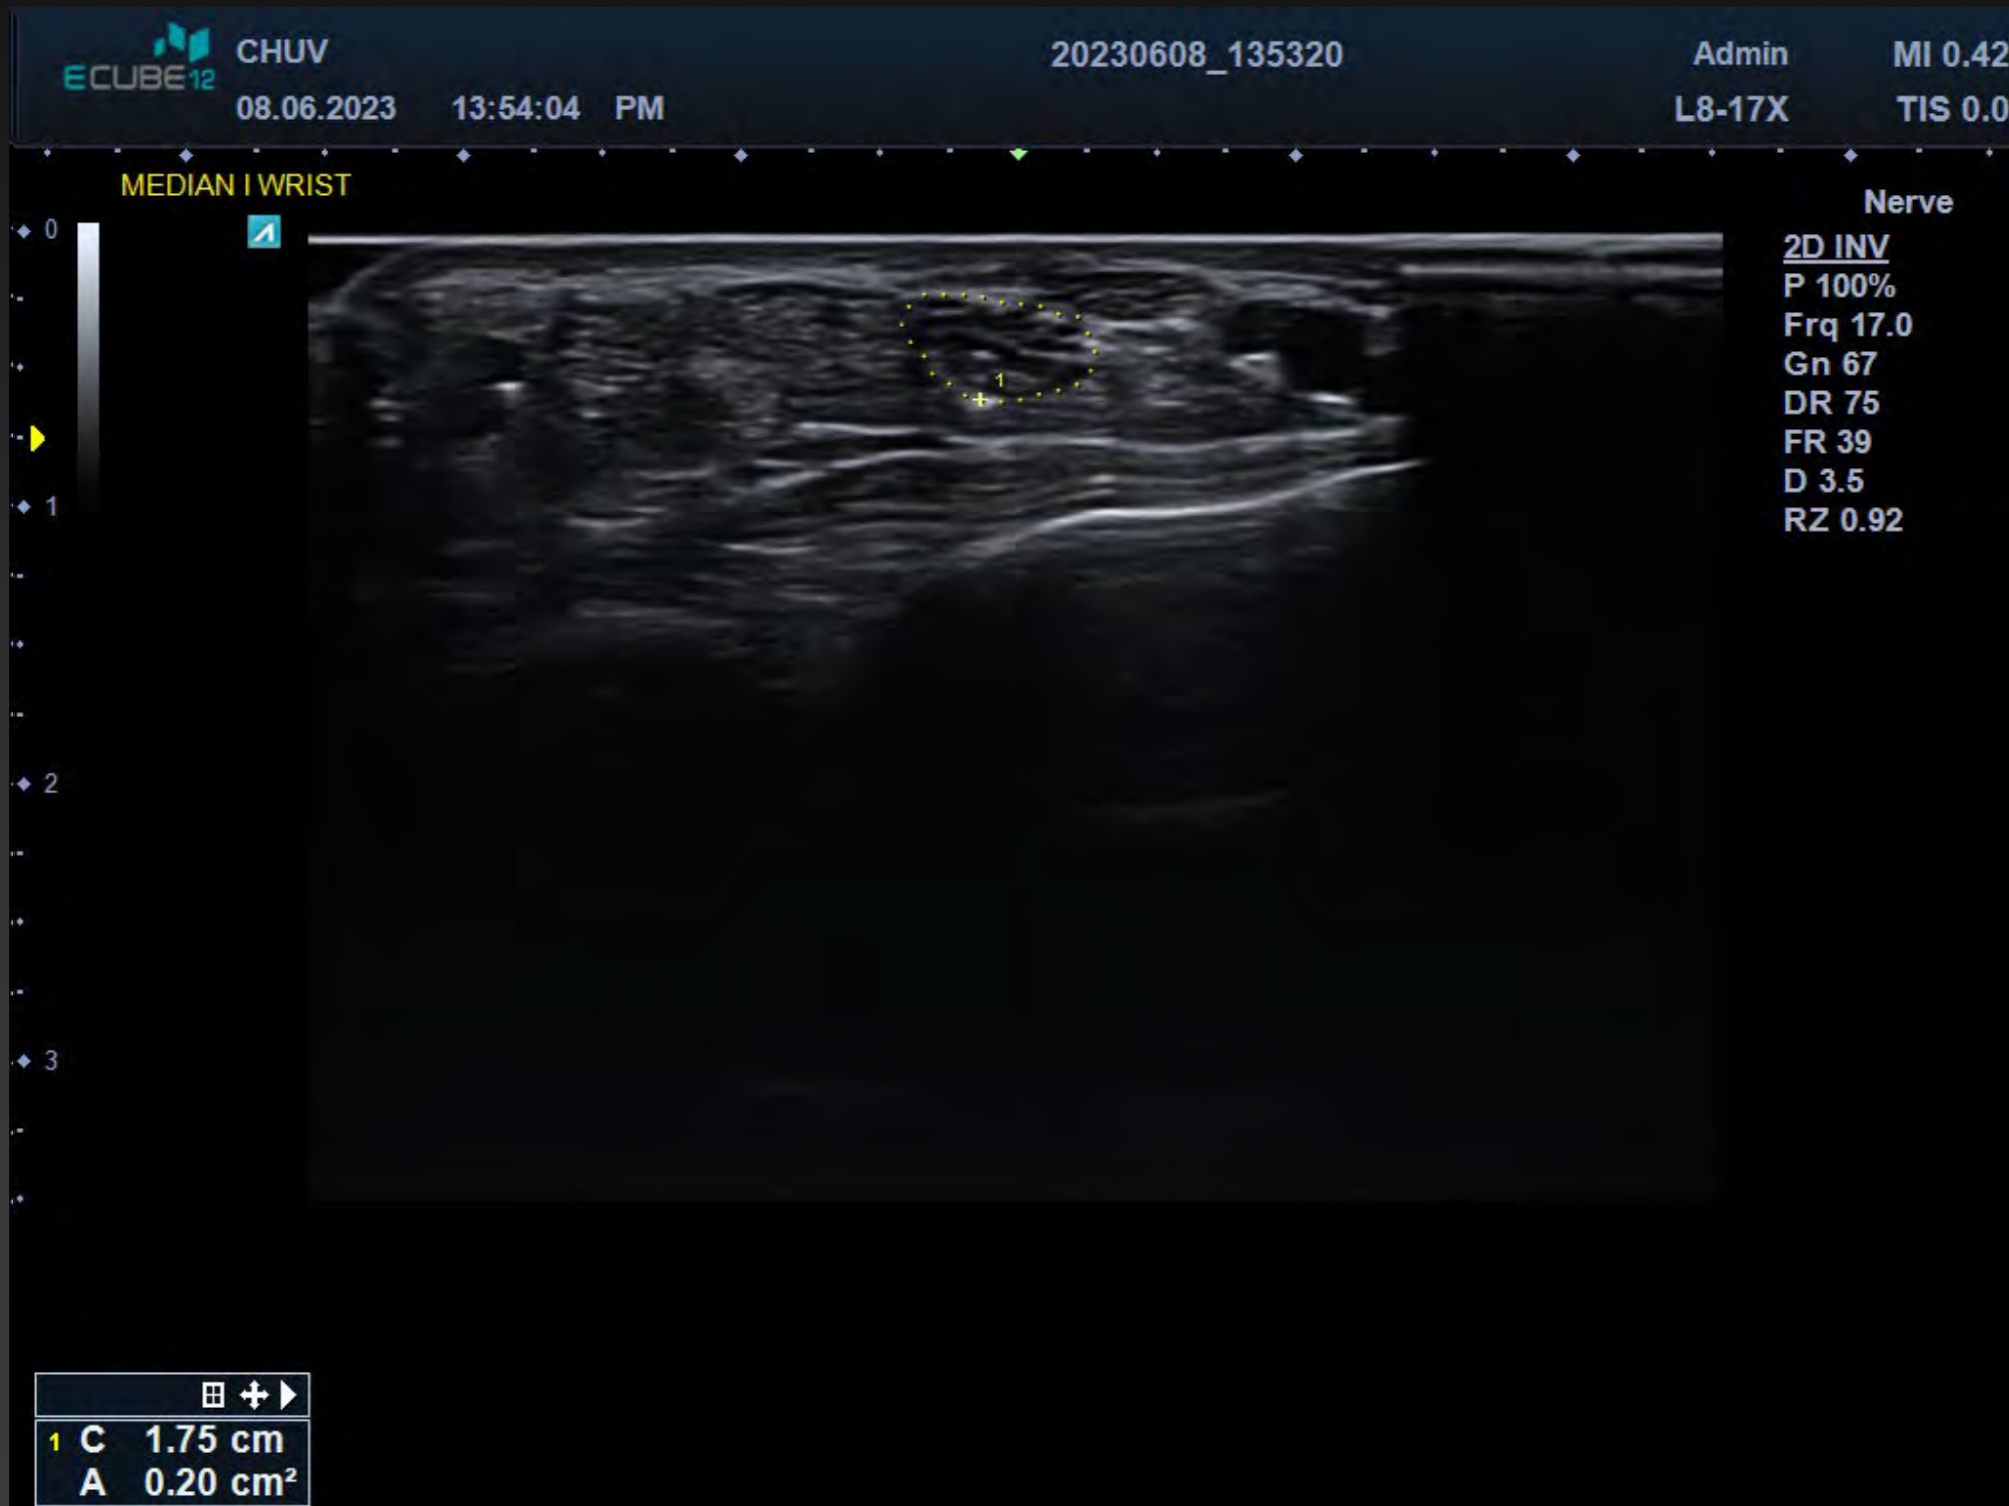 ECUBE12 CHUV 20230608_135320 Admin MI 0.42
08.06.2023 13:54:04 PM L8-17X TIS 0.0
MEDIAN I WRIST
Nerve
2D INV
P 100%
Frq 17.0
Gn 67
DR 75
FR 39
D 3.5
RZ 0.92
0
1
1
2
3
1 C 1.75 cm
A 0.20 cm²